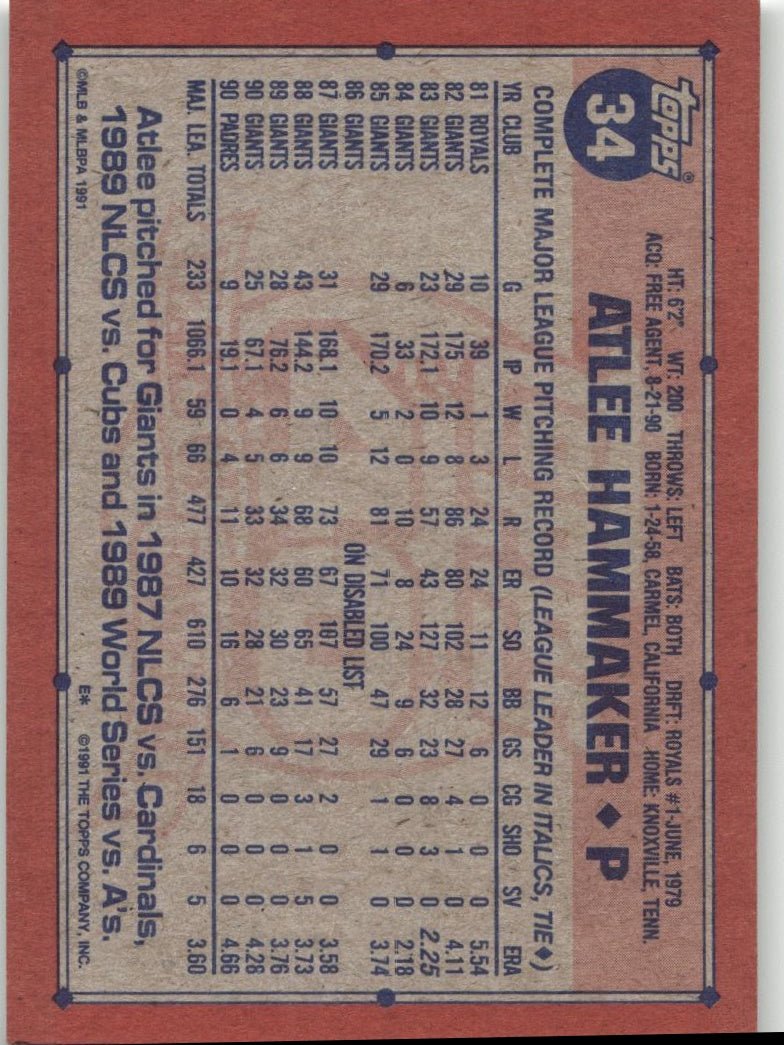 topps®
34
HT: 6'2" WT: 200 THROWS: LEFT BATS: BOTH DRFT: ROYALS #1-JUNE, 1979
ACQ: FREE AGENT, 8-21-90 BORN: 1-24-58, CARMEL, CALIFORNIA HOME: KNOXVILLE, TENN.
ATLEE HAMMAKER ◆ P
COMPLETE MAJOR LEAGUE PITCHING RECORD (LEAGUE LEADER IN ITALICS, TIE◆)
YR CLUB G IP W L R ER SO BB GS CG SHO SV ERA
81 ROYALS 10 39 1 3 24 24 11 12 6 0 0 0 5.54
82 GIANTS 29 175 12 8 86 80 102 28 27 4 1 0 4.11
83 GIANTS 23 172.1 10 9 57 43 127 32 23 8 3 0 2.25
84 GIANTS 6 33 2 0 10 8 24 9 6 0 0 0 2.18
85 GIANTS 29 170.2 5 12 81 71 100 47 29 1 1 0 3.74
86 GIANTS ON DISABLED LIST
87 GIANTS 31 168.1 10 10 73 67 107 57 27 2 0 0 3.58
88 GIANTS 43 144.2 9 9 68 60 65 41 17 3 1 5 3.73
89 GIANTS 28 76.2 6 6 34 32 30 23 9 0 0 0 3.76
90 GIANTS 25 67.1 4 5 33 32 28 21 6 0 0 0 4.28
90 PADRES 9 19.1 0 4 11 10 16 6 1 0 0 0 4.66
MAJ. LEA. TOTALS 233 1066.1 59 66 477 427 610 276 151 18 6 5 3.60
Atlee pitched for Giants in 1987 NLCS vs. Cardinals,
1989 NLCS vs. Cubs and 1989 World Series vs. A's.
©MLB & MLBPA 1991 E* ©1991 THE TOPPS COMPANY, INC.